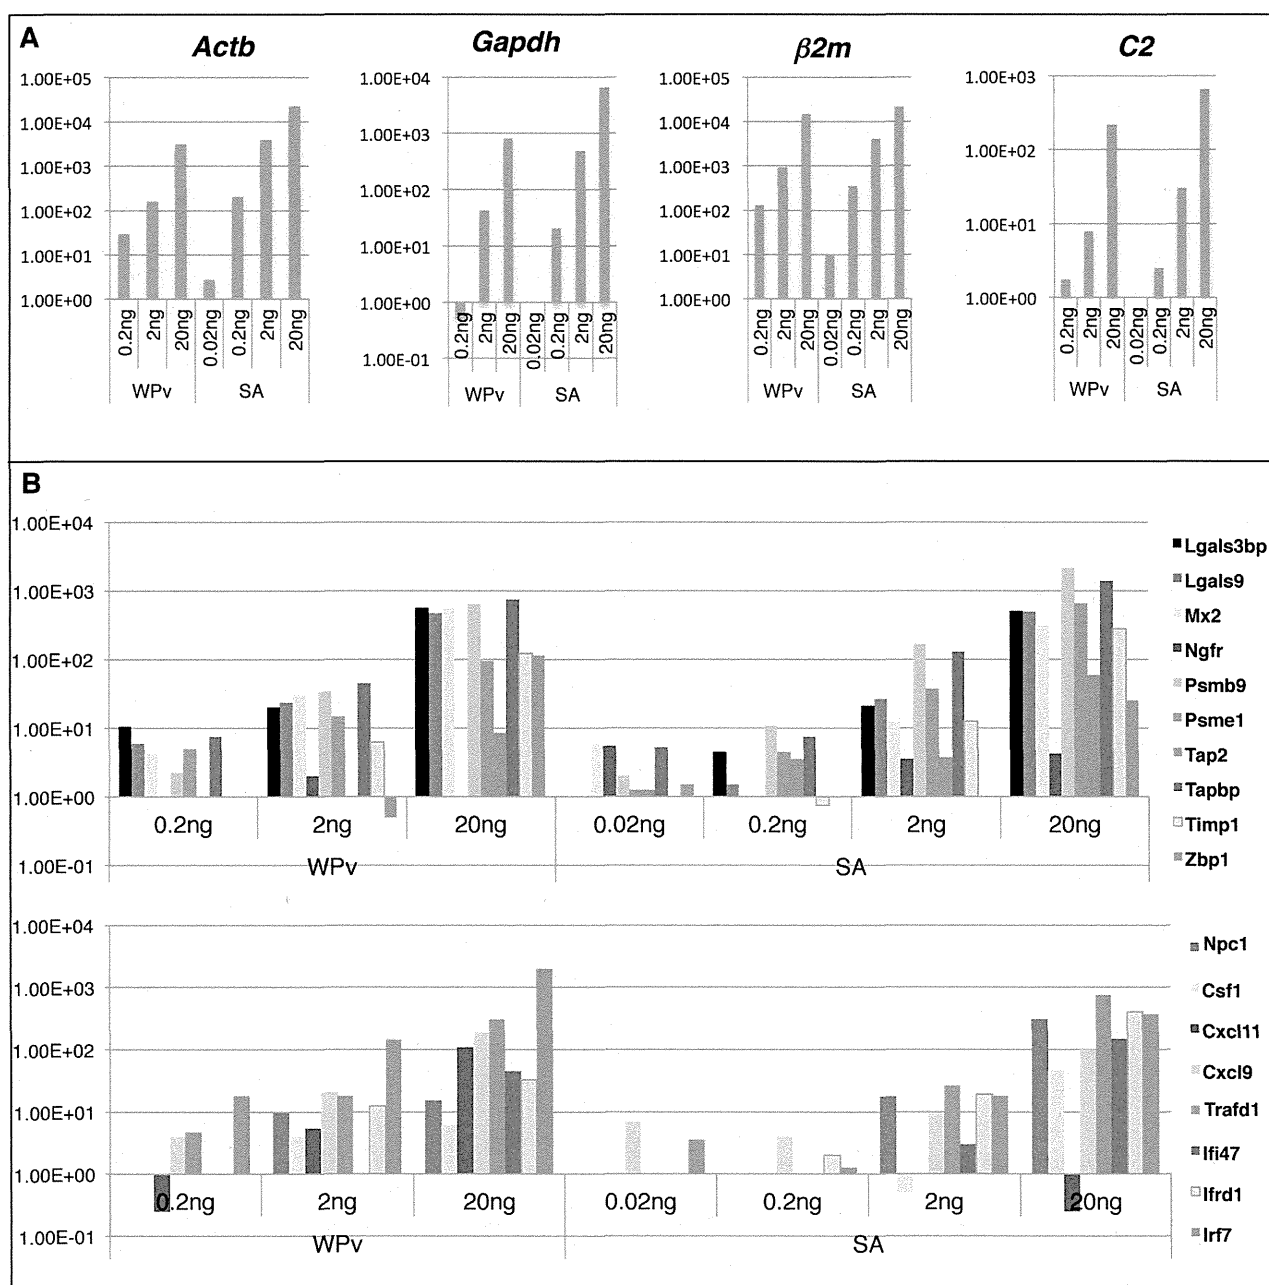 A
Actb
Gapdh
β2m
C2
1.00E+05
1.00E+04
1.00E+03
1.00E+02
1.00E+01
1.00E+00
0.2ng
2ng
20ng
0.02ng
0.2ng
2ng
20ng
WPv
SA
1.00E+04
1.00E+03
1.00E+02
1.00E+01
1.00E+00
1.00E-01
0.2ng
2ng
20ng
0.02ng
0.2ng
2ng
20ng
WPv
SA
1.00E+05
1.00E+04
1.00E+03
1.00E+02
1.00E+01
1.00E+00
0.2ng
2ng
20ng
0.02ng
0.2ng
2ng
20ng
WPv
SA
1.00E+03
1.00E+02
1.00E+01
1.00E+00
0.2ng
2ng
20ng
0.02ng
0.2ng
2ng
20ng
WPv
SA
B
1.00E+04
1.00E+03
1.00E+02
1.00E+01
1.00E+00
1.00E-01
0.2ng
2ng
20ng
0.02ng
0.2ng
2ng
20ng
WPv
SA
Lgals3bp
Lgals9
Mx2
Ngfr
Psmb9
Psme1
Tap2
Tapbp
Timp1
Zbp1
1.00E+04
1.00E+03
1.00E+02
1.00E+01
1.00E+00
1.00E-01
0.2ng
2ng
20ng
0.02ng
0.2ng
2ng
20ng
WPv
SA
Npc1
Csf1
Cxcl11
Cxcl9
Trafd1
Ifi47
Ifrd1
Irf7